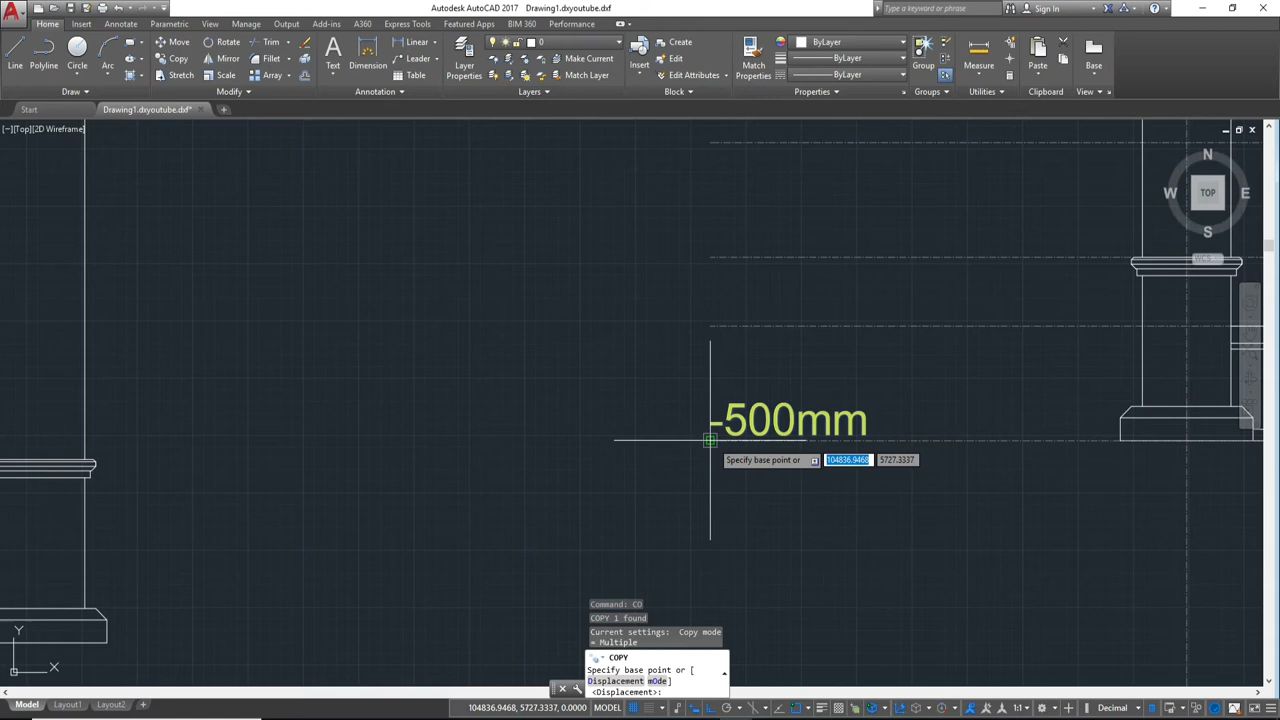 Autodesk AutoCAD 2017 Drawing1.dxyoutube.dxf
Type a keyword or phrase
Sign In
Home Insert Annotate Parametric View Manage Output Add-ins A360 Express Tools Featured Apps BIM 360 Performance
Line Polyline Circle Arc
Move Rotate Trim
Copy Mirror Fillet
Stretch Scale Array
Text Dimension
Linear
Leader
Table
Layer Properties
0
Make Current
Match Layer
Insert
Create
Edit
Edit Attributes
Match Properties
ByLayer
ByLayer
ByLayer
Group
Measure
Paste
Base
Draw Modify Annotation Layers Block Properties Groups Utilities Clipboard View
Start Drawing1.dxyoutube.dxf*
[−][Top][2D Wireframe]
N
W TOP E
S
WCS
-500mm
Specify base point or 104836.9468 5727.3337
Command: CO
COPY 1 found
Current settings: Copy mode
= Multiple
COPY
Specify base point or [
Displacement mOde]
<Displacement>:
Y
X
Model Layout1 Layout2
104836.9468, 5727.3337, 0.0000 MODEL 1:1 Decimal